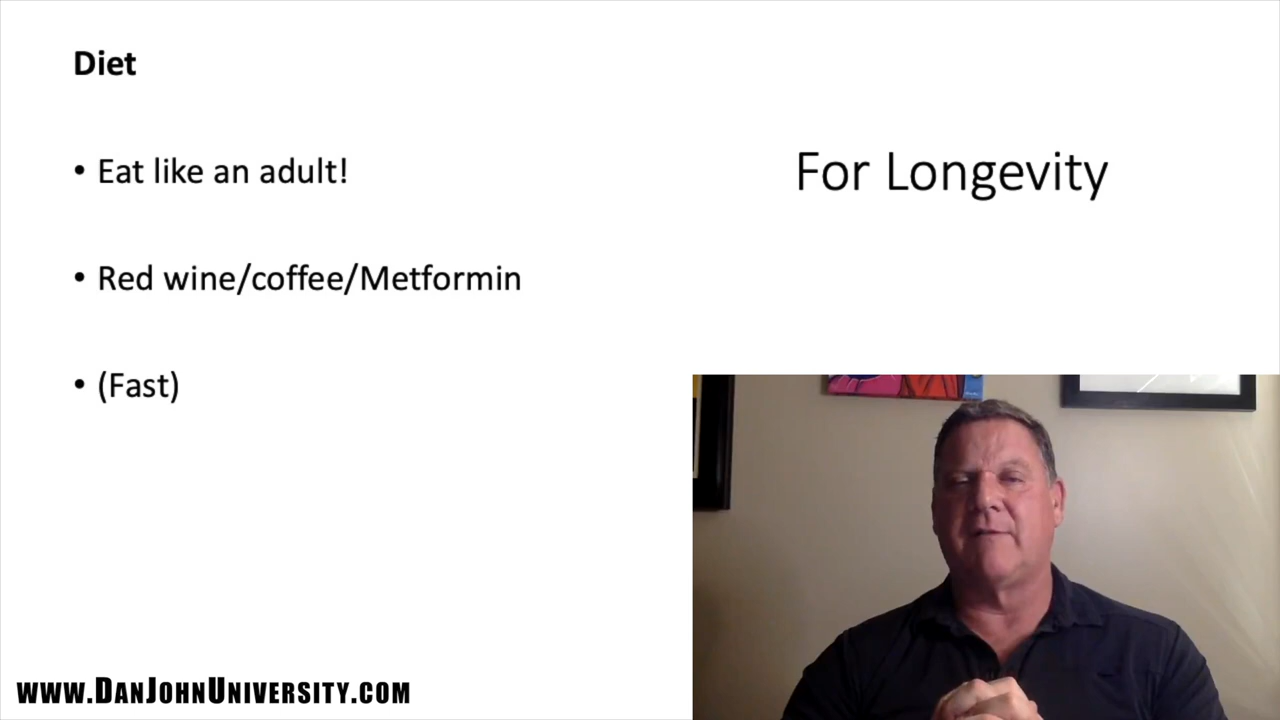 Diet
• Eat like an adult!
For Longevity
• Red wine/coffee/Metformin
• (Fast)
www.DanJohnUniversity.com